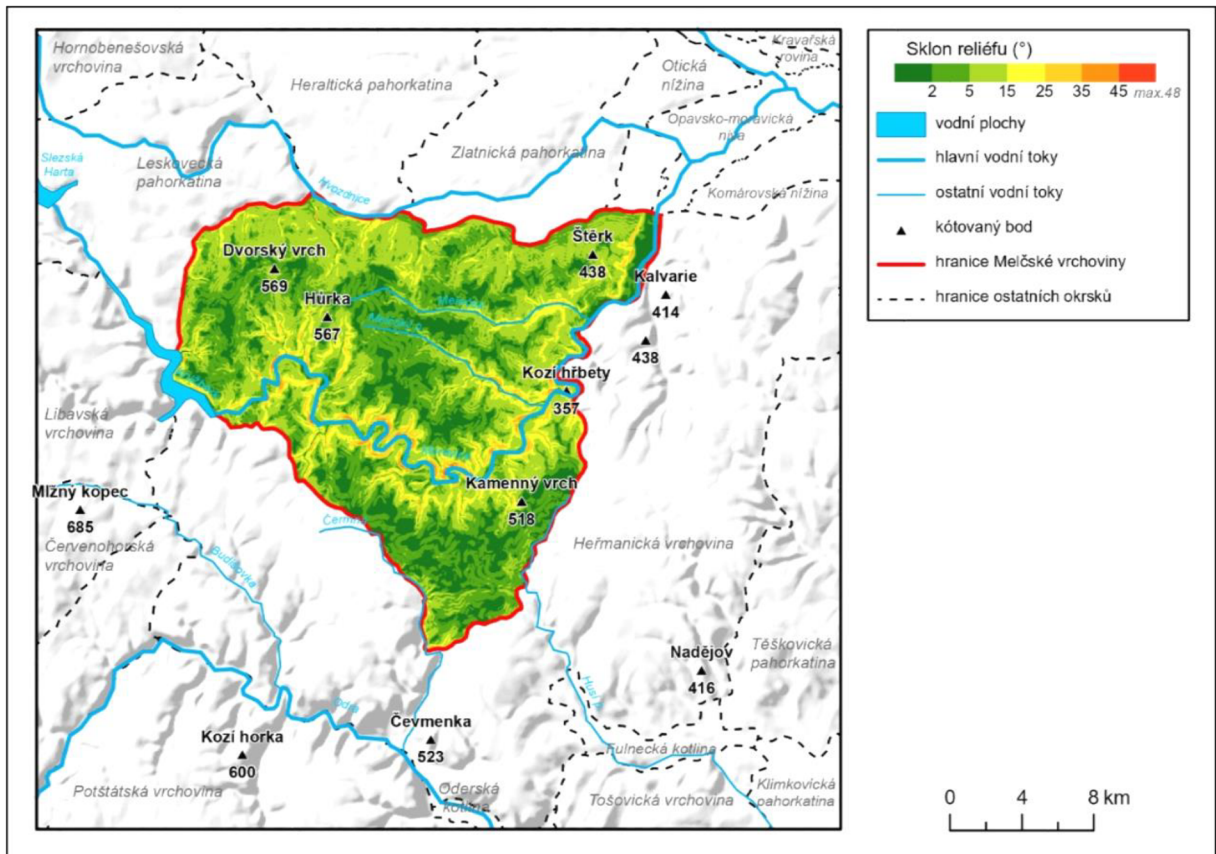 Hornobenešovská
vrchovina
Heraltická pahorkatina
Kravařská
rovina
Otická
nížina
Opavsko-moravická
niva
Zlatnická pahorkatina
Slezská
Harta
Leskovecká
pahorkatina
Hvozdnice
Komárovská nížina
Dvorský vrch
569
Štěrk
438
Kalvarie
414
Hůrka
567
438
Kozí hřbety
357
Libavská
vrchovina
Kamenný vrch
518
Mlžný kopec
685
Červenohorská
vrchovina
Budišovka
Heřmanická vrchovina
Těškovická
pahorkatina
Nadějov
416
Husí p.
Odra
Čevmenka
523
Kozí horka
600
Potštátská vrchovina
Oderská
kotlina
Fulnecká kotlina
Tošovická vrchovina
Klimkovická
pahorkatina
Sklon reliéfu (°)
2 5 15 25 35 45 max.48
vodní plochy
hlavní vodní toky
ostatní vodní toky
kótovaný bod
hranice Melčské vrchoviny
hranice ostatních okrsků
0 4 8 km